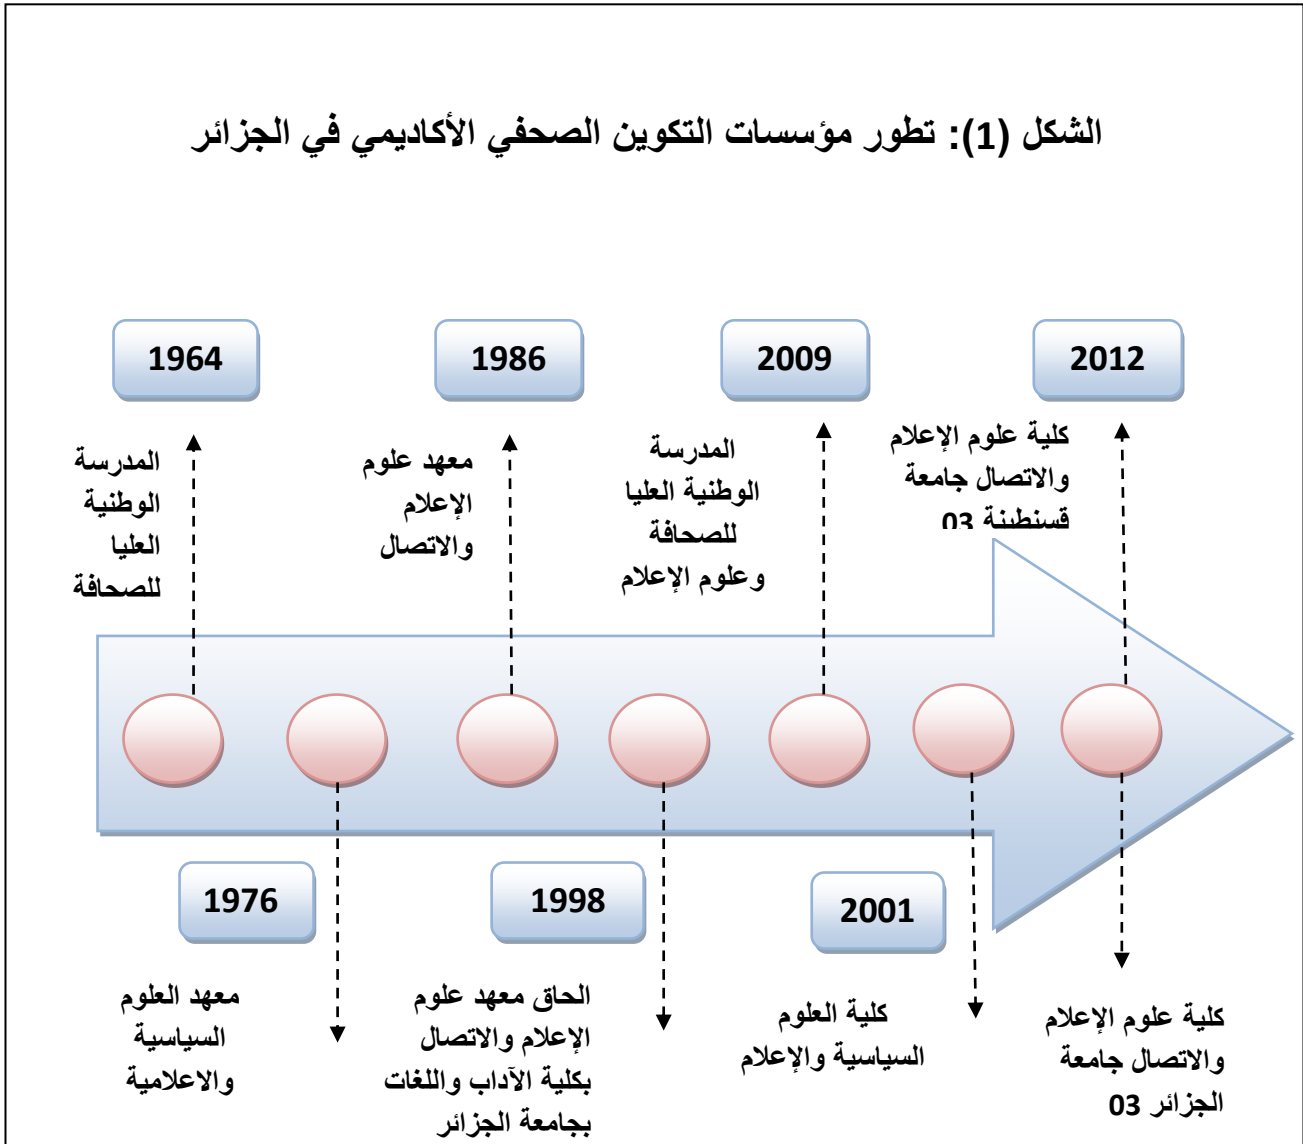 الشكل (1): تطور مؤسسات التكوين الصحفي الأكاديمي في الجزائر
1964
1986
2009
2012
المدرسة
الوطنية
العليا
للصحافة
معهد علوم
الإعلام
والاتصال
المدرسة
الوطنية العليا
للصحافة
وعلوم الإعلام
كلية علوم الإعلام
والاتصال جامعة
قسنطينة 03
1976
1998
2001
معهد العلوم
السياسية
والاعلامية
الحاق معهد علوم
الإعلام والاتصال
بكلية الآداب واللغات
بجامعة الجزائر
كلية العلوم
السياسية والإعلام
كلية علوم الإعلام
والاتصال جامعة
الجزائر 03